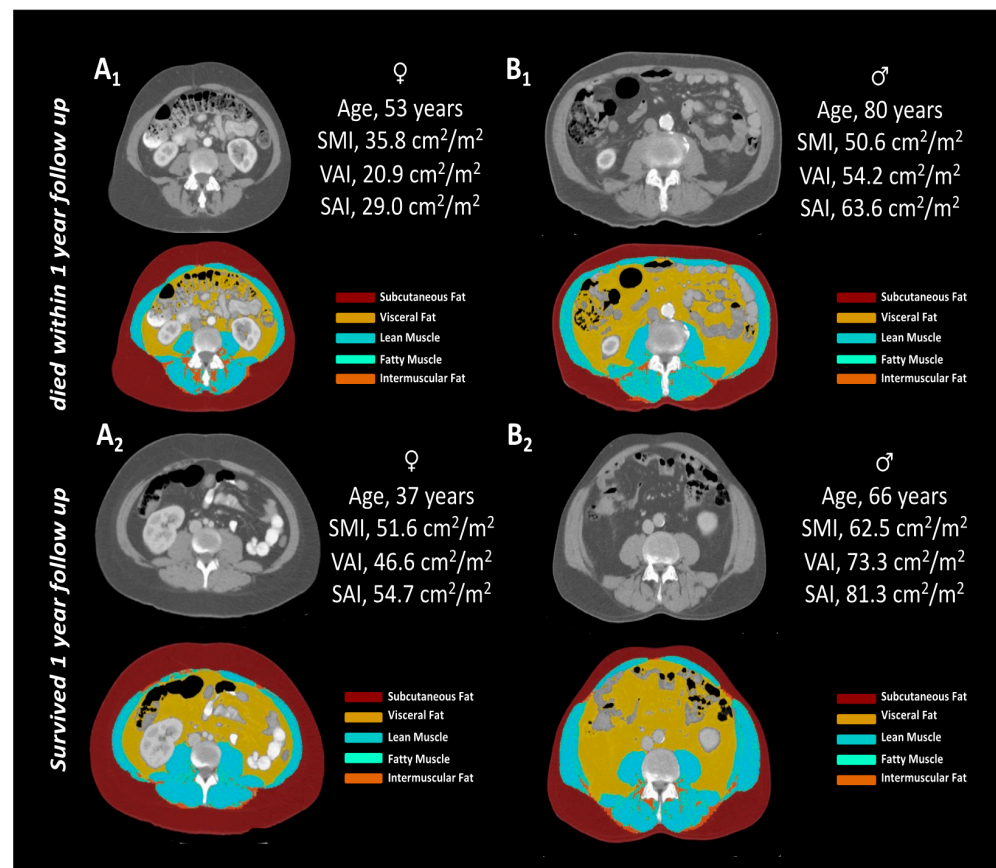 died within 1 year follow up
A₁
♀
Age, 53 years
SMI, 35.8 cm²/m²
VAI, 20.9 cm²/m²
SAI, 29.0 cm²/m²
Subcutaneous Fat
Visceral Fat
Lean Muscle
Fatty Muscle
Intermuscular Fat
B₁
♂
Age, 80 years
SMI, 50.6 cm²/m²
VAI, 54.2 cm²/m²
SAI, 63.6 cm²/m²
Subcutaneous Fat
Visceral Fat
Lean Muscle
Fatty Muscle
Intermuscular Fat
Survived 1 year follow up
A₂
♀
Age, 37 years
SMI, 51.6 cm²/m²
VAI, 46.6 cm²/m²
SAI, 54.7 cm²/m²
Subcutaneous Fat
Visceral Fat
Lean Muscle
Fatty Muscle
Intermuscular Fat
B₂
♂
Age, 66 years
SMI, 62.5 cm²/m²
VAI, 73.3 cm²/m²
SAI, 81.3 cm²/m²
Subcutaneous Fat
Visceral Fat
Lean Muscle
Fatty Muscle
Intermuscular Fat